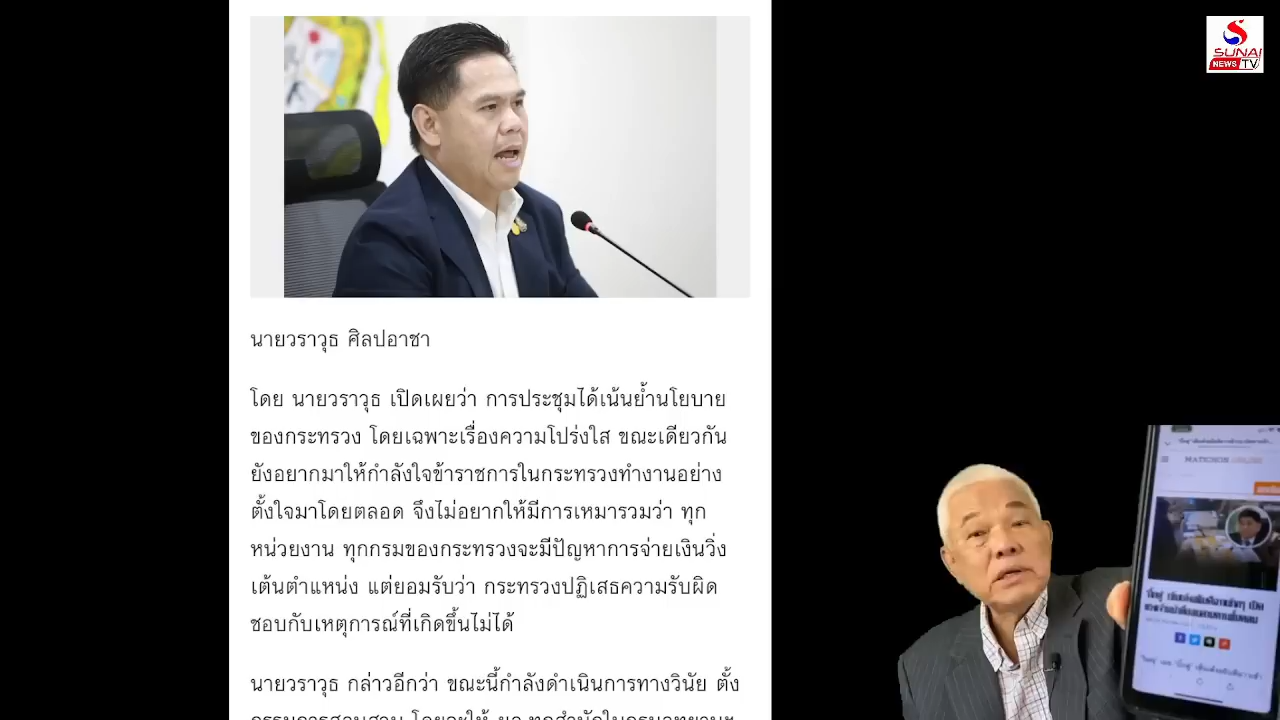 SUNAI
NEWS TV
นายวราวุธ ศิลปอาชา
โดย นายวราวุธ เปิดเผยว่า การประชุมได้เน้นย้ำนโยบาย
ของกระทรวง โดยเฉพาะเรื่องความโปร่งใส ขณะเดียวกัน
ยังอยากมาให้กำลังใจข้าราชการในกระทรวงทำงานอย่าง
ตั้งใจมาโดยตลอด จึงไม่อยากให้มีการเหมารวมว่า ทุก
หน่วยงาน ทุกกรมของกระทรวงจะมีปัญหาการจ่ายเงินวิ่ง
เต้นตำแหน่ง แต่ยอมรับว่า กระทรวงปฏิเสธความรับผิด
ชอบกับเหตุการณ์ที่เกิดขึ้นไม่ได้
นายวราวุธ กล่าวอีกว่า ขณะนี้กำลังดำเนินการทางวินัย ตั้ง
MATICHON ONLINE